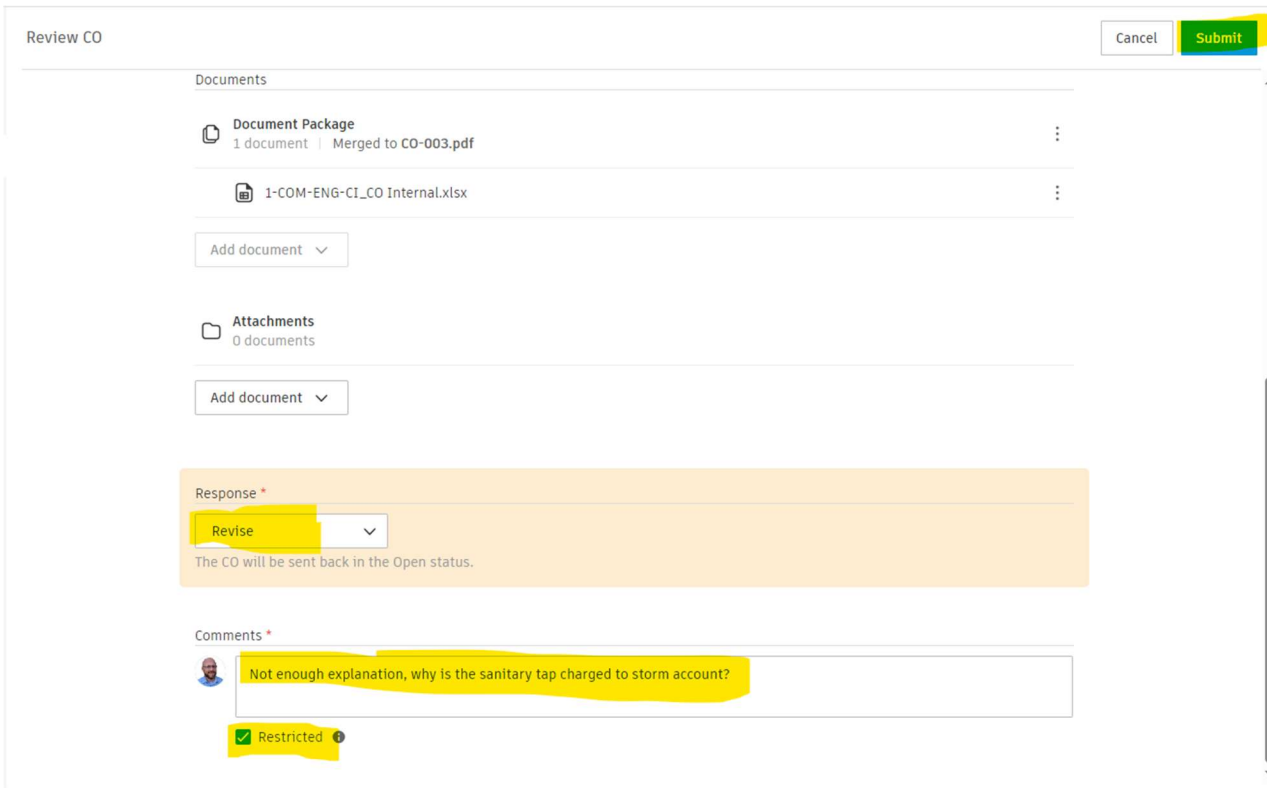 Review CO
Cancel
Submit
Documents
Document Package
1 document | Merged to CO-003.pdf
1-COM-ENG-CI_CO Internal.xlsx
Add document
Attachments
0 documents
Add document
Response *
Revise
The CO will be sent back in the Open status.
Comments *
Not enough explanation, why is the sanitary tap charged to storm account?
Restricted